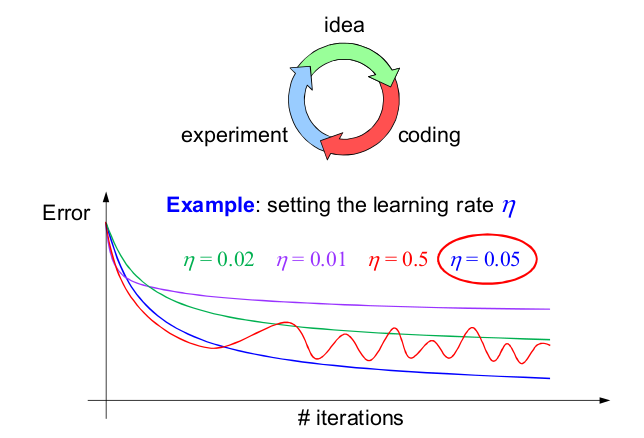 idea
experiment
coding
Error
Example: setting the learning rate η
η = 0.02
η = 0.01
η = 0.5
η = 0.05
# iterations